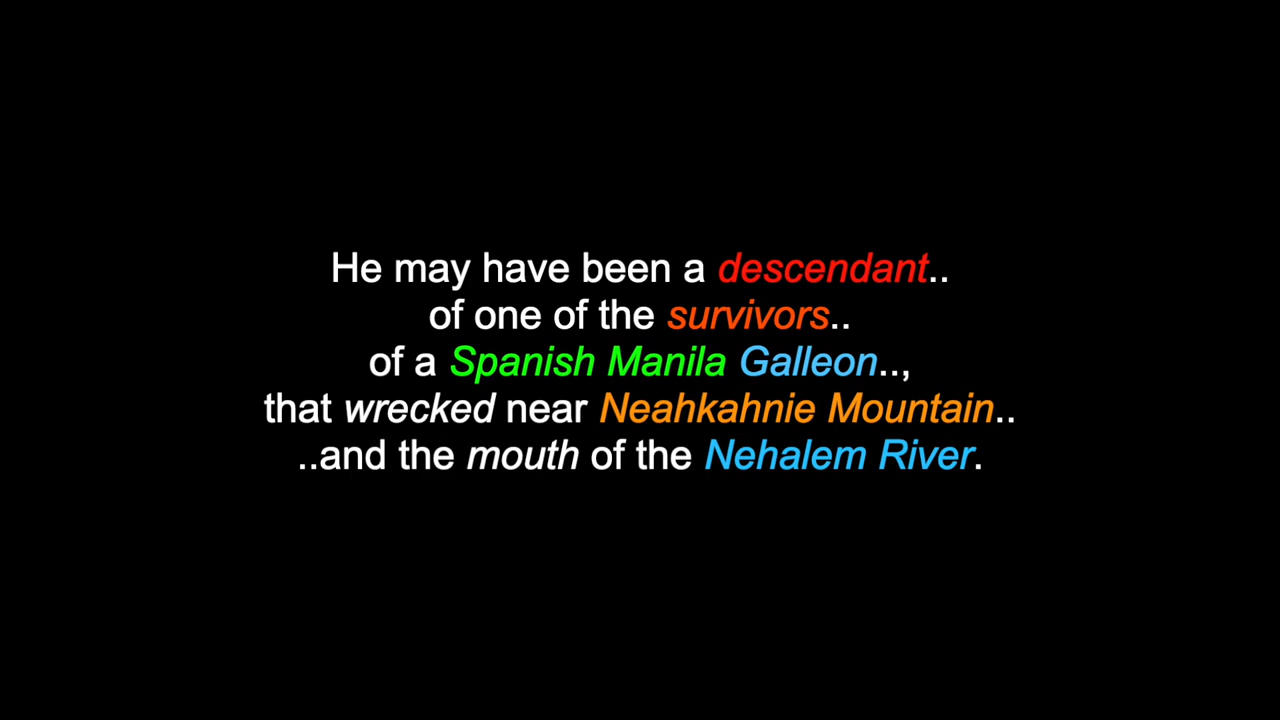 He may have been a descendant..
of one of the survivors..
of a Spanish Manila Galleon..,
that wrecked near Neahkahnie Mountain..
..and the mouth of the Nehalem River.